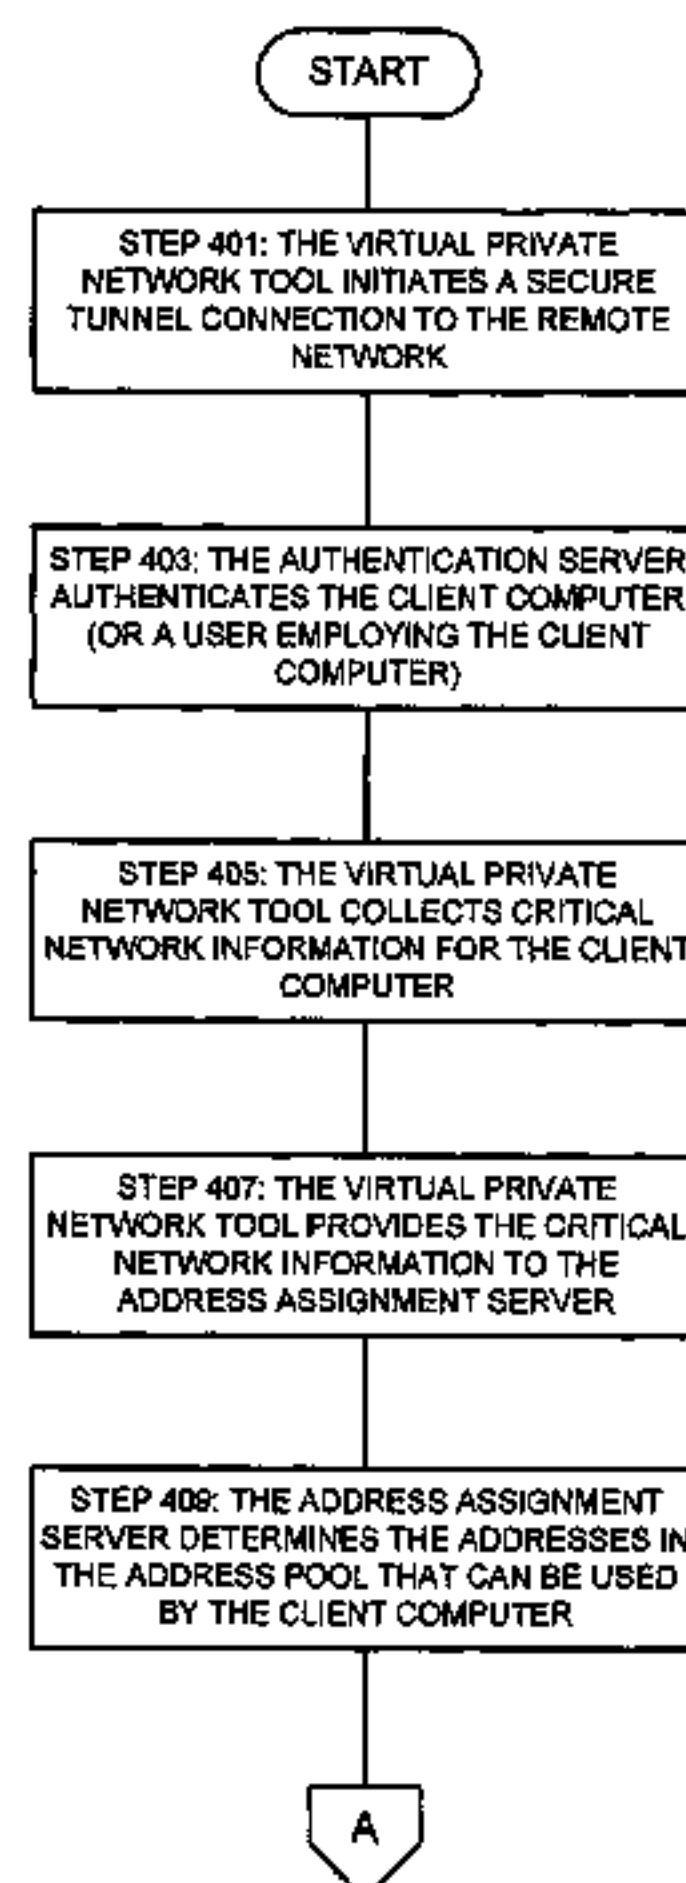 START
STEP 401: THE VIRTUAL PRIVATE
NETWORK TOOL INITIATES A SECURE
TUNNEL CONNECTION TO THE REMOTE
NETWORK
STEP 403: THE AUTHENTICATION SERVER
AUTHENTICATES THE CLIENT COMPUTER
(OR A USER EMPLOYING THE CLIENT
COMPUTER)
STEP 405: THE VIRTUAL PRIVATE
NETWORK TOOL COLLECTS CRITICAL
NETWORK INFORMATION FOR THE CLIENT
COMPUTER
STEP 407: THE VIRTUAL PRIVATE
NETWORK TOOL PROVIDES THE CRITICAL
NETWORK INFORMATION TO THE
ADDRESS ASSIGNMENT SERVER
STEP 409: THE ADDRESS ASSIGNMENT
SERVER DETERMINES THE ADDRESSES IN
THE ADDRESS POOL THAT CAN BE USED
BY THE CLIENT COMPUTER
A